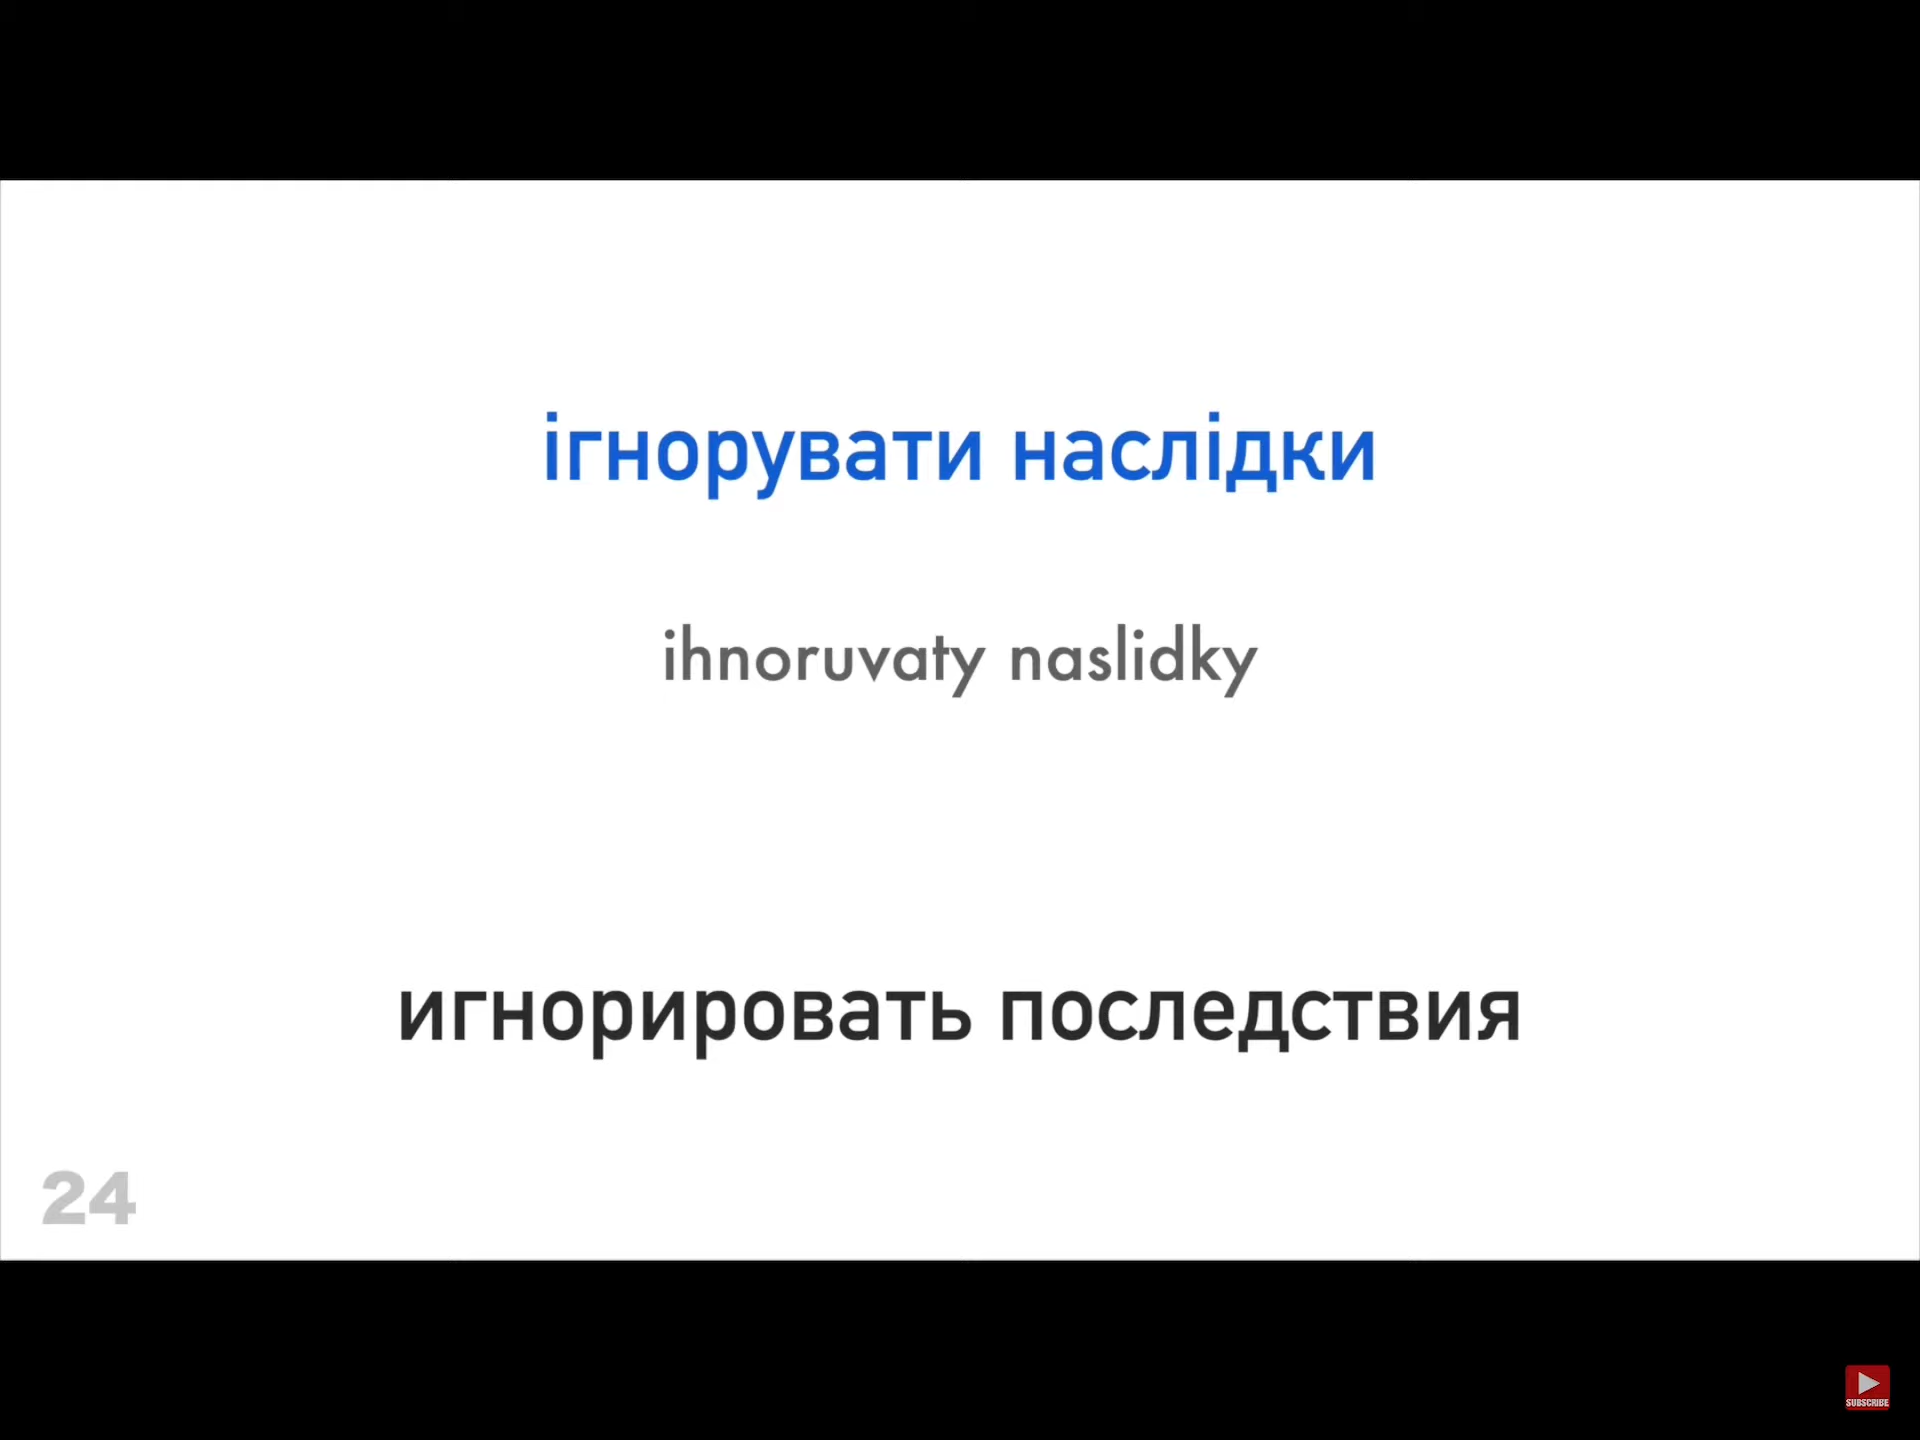 ігнорувати наслідки
ihnoruvaty naslidky
игнорировать последствия
24
SUBSCRIBE